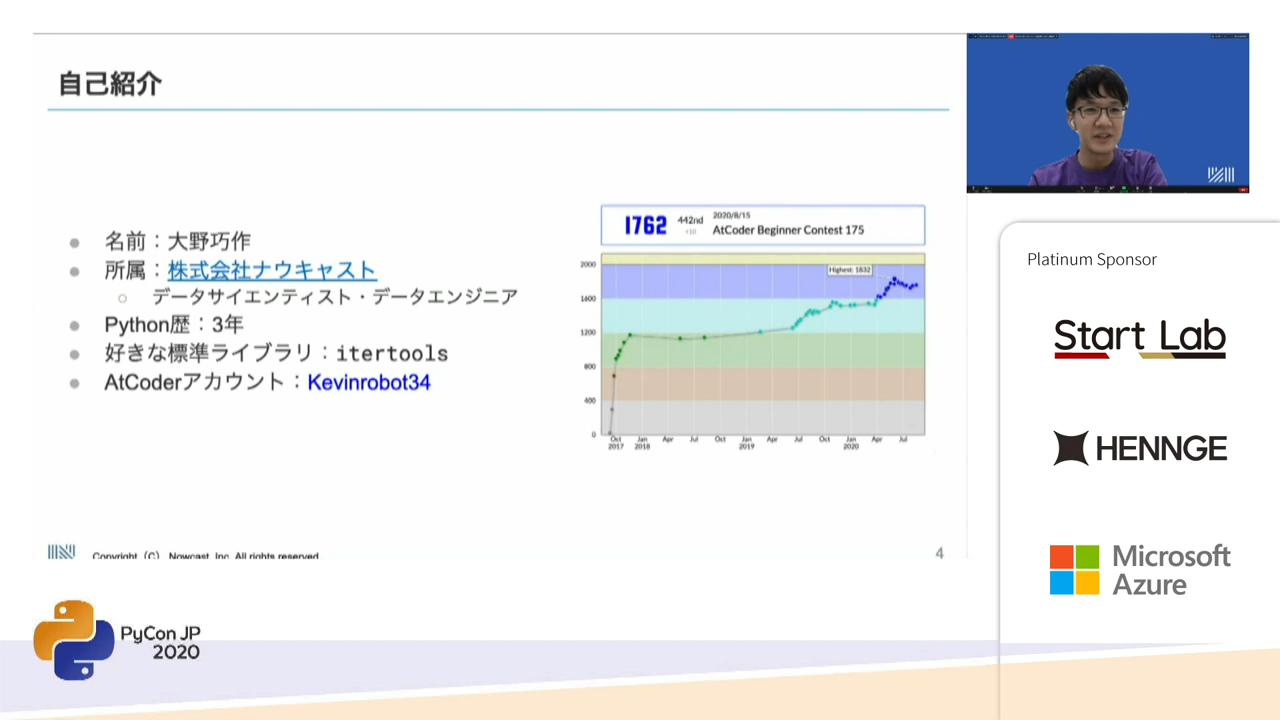 自己紹介
名前：大野巧作
所属：株式会社ナウキャスト
データサイエンティスト・データエンジニア
Python歴：3年
好きな標準ライブラリ：itertools
AtCoderアカウント：Kevinrobot34
1762
442nd
+10
2020/8/15
AtCoder Beginner Contest 175
Highest: 1832
2000
1600
1200
800
400
0
Oct Jan Apr Jul Oct Jan Apr Jul Oct Jan Apr Jul
2017 2018 2019 2020
Copyright (C) Nowcast, Inc. All rights reserved.
4
Platinum Sponsor
Start Lab
HENNGE
Microsoft
Azure
PyCon JP
2020